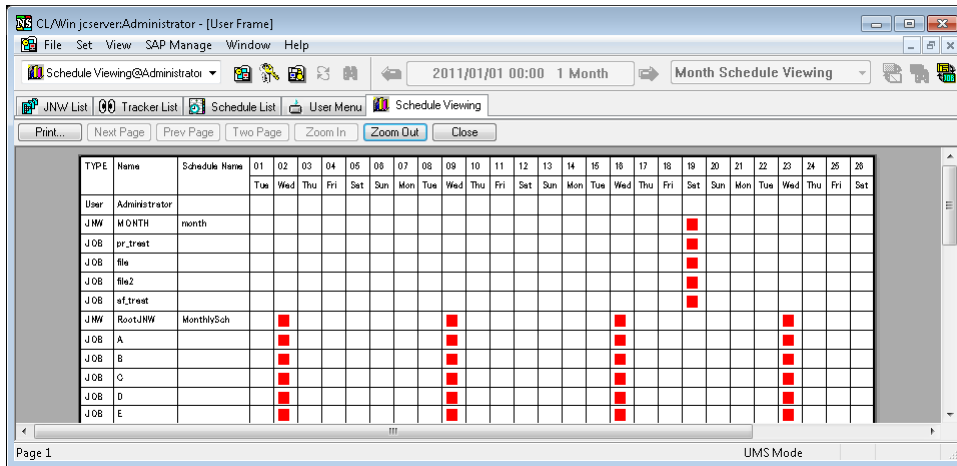 CL/Win jcserver:Administrator - [User Frame]
File Set View SAP Manage Window Help
Schedule Viewing@Administrator 2011/01/01 00:00 1 Month Month Schedule Viewing
JNW List Tracker List Schedule List User Menu Schedule Viewing
Print... Next Page Prev Page Two Page Zoom In Zoom Out Close
TYPE Name Schedule Name 01 02 03 04 05 06 07 08 09 10 11 12 13 14 15 16 17 18 19 20 21 22 23 24 25 26
Tue Wed Thu Fri Sat Sun Mon Tue Wed Thu Fri Sat Sun Mon Tue Wed Thu Fri Sat Sun Mon Tue Wed Thu Fri Sat
User Administrator
JNW MONTH month
JOB pr_treat
JOB file
JOB file2
JOB ef_treat
JNW RootJNW MonthlySch
JOB A
JOB B
JOB C
JOB D
JOB E
Page 1 UMS Mode